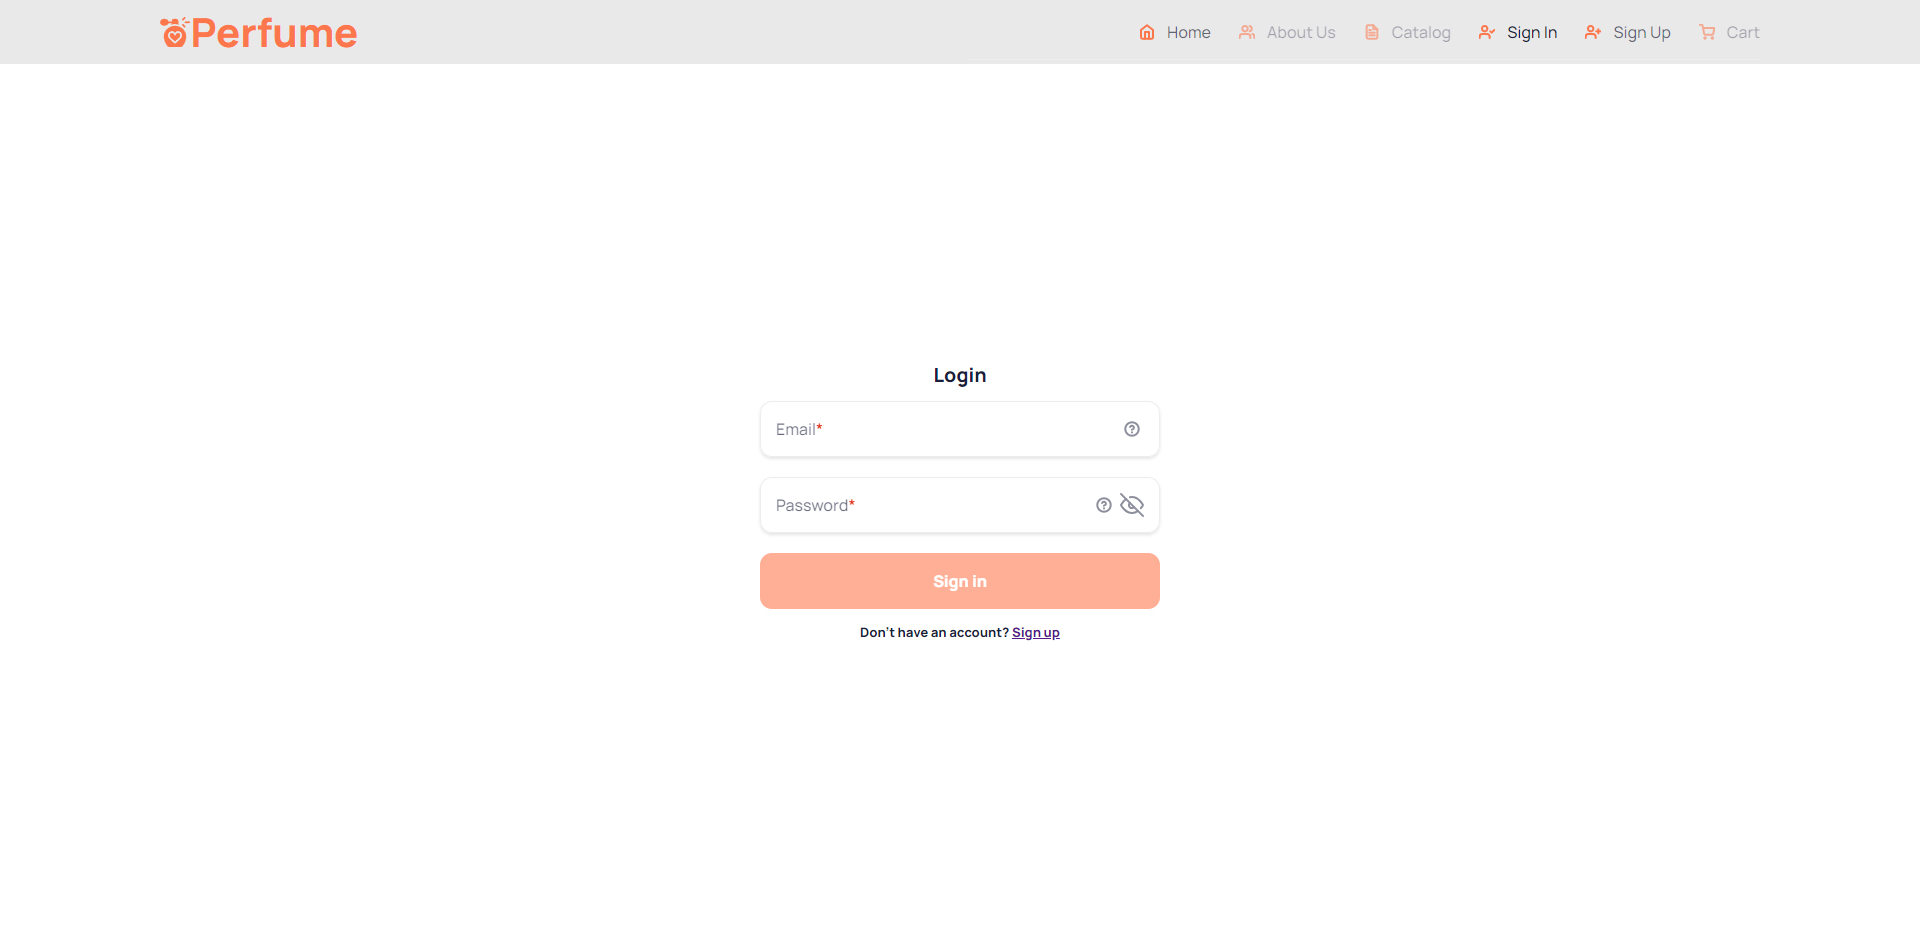 Perfume
Home About Us Catalog Sign In Sign Up Cart
Login
Email*
Password*
Sign in
Don't have an account? Sign up